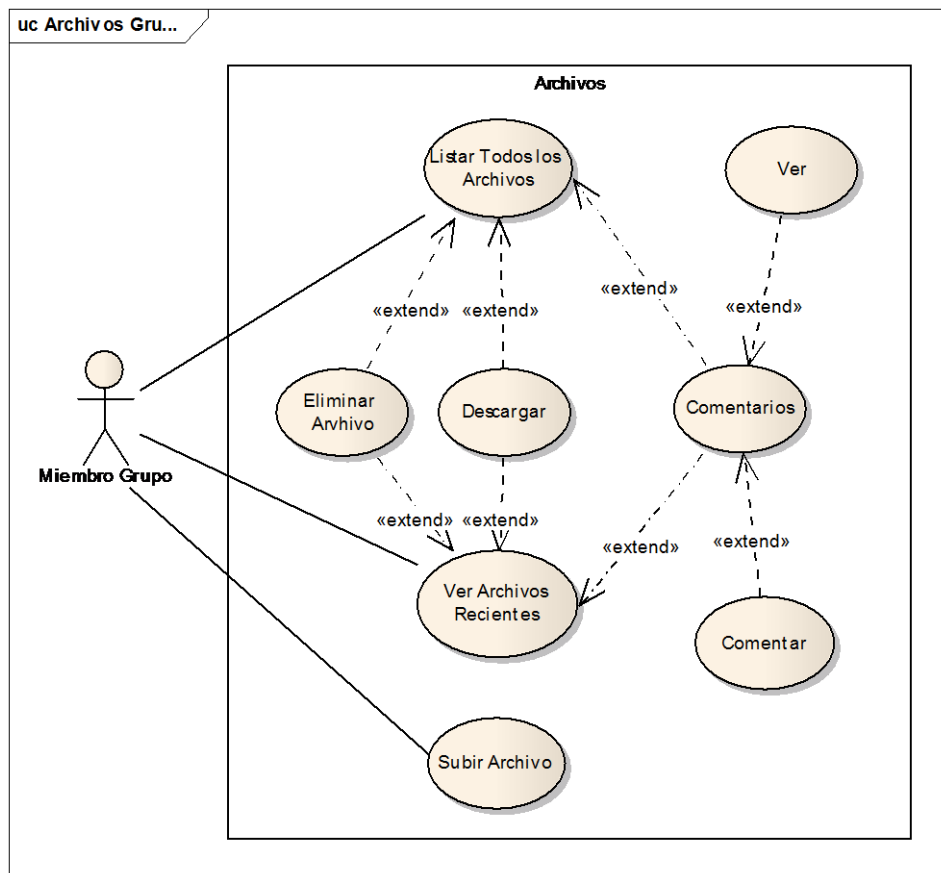 uc Archivos Gru...
Archivos
Listar Todos los
Archivos
Ver
«extend»
«extend»
«extend»
«extend»
Eliminar
Arvhivo
Descargar
Comentarios
Miembro Grupo
«extend»
«extend»
«extend»
«extend»
Ver Archivos
Recientes
Comentar
Subir Archivo